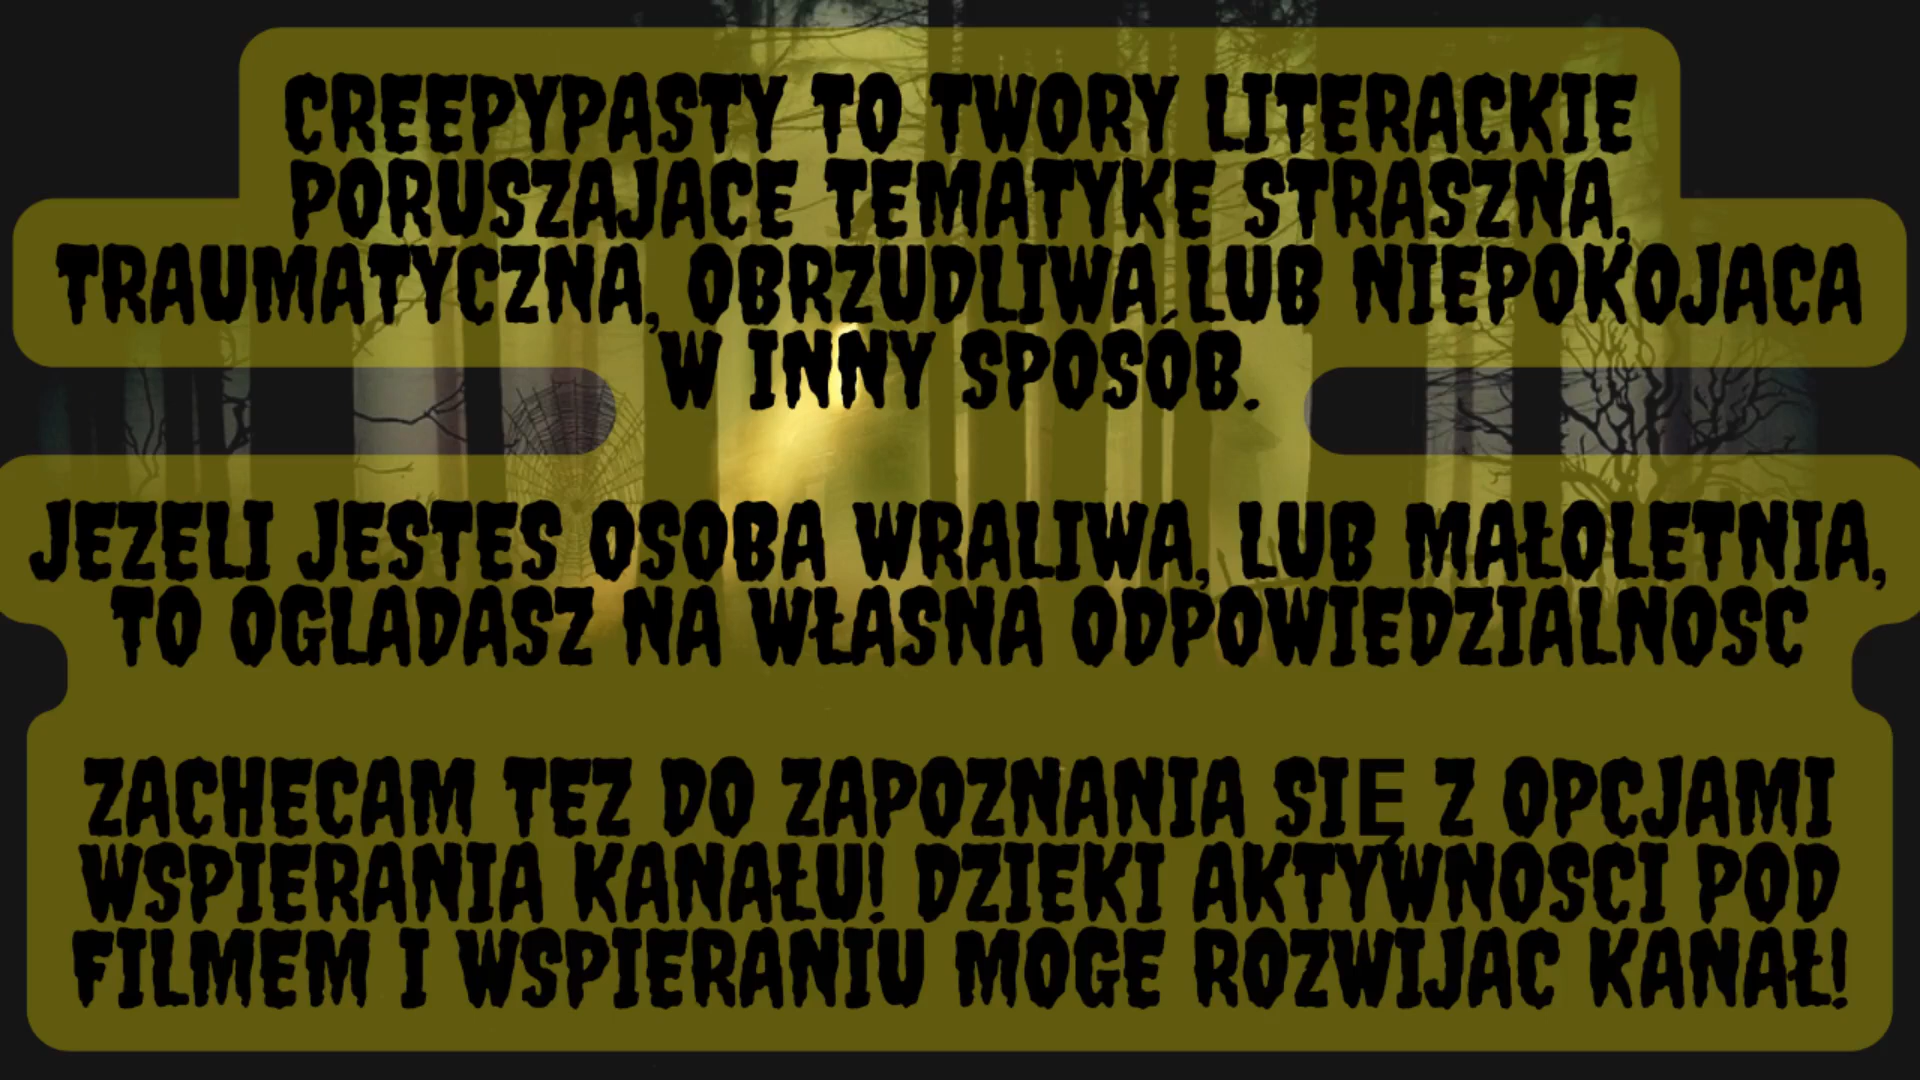 CREEPYPASTY TO TWORY LITERACKIE
PORUSZAJACE TEMATYKE STRASZNA,
TRAUMATYCZNA, OBRZUDLIWA LUB NIEPOKOJACA
W INNY SPOSÓB.
JEZELI JESTES OSOBA WRALIWA, LUB MAŁOLETNIA,
TO OGLADASZ NA WŁASNA ODPOWIEDZIALNOSC
ZACHECAM TEZ DO ZAPOZNANIA SIĘ Z OPCJAMI
WSPIERANIA KANAŁU! DZIEKI AKTYWNOSCI POD
FILMEM I WSPIERANIU MOGE ROZWIJAC KANAŁ!